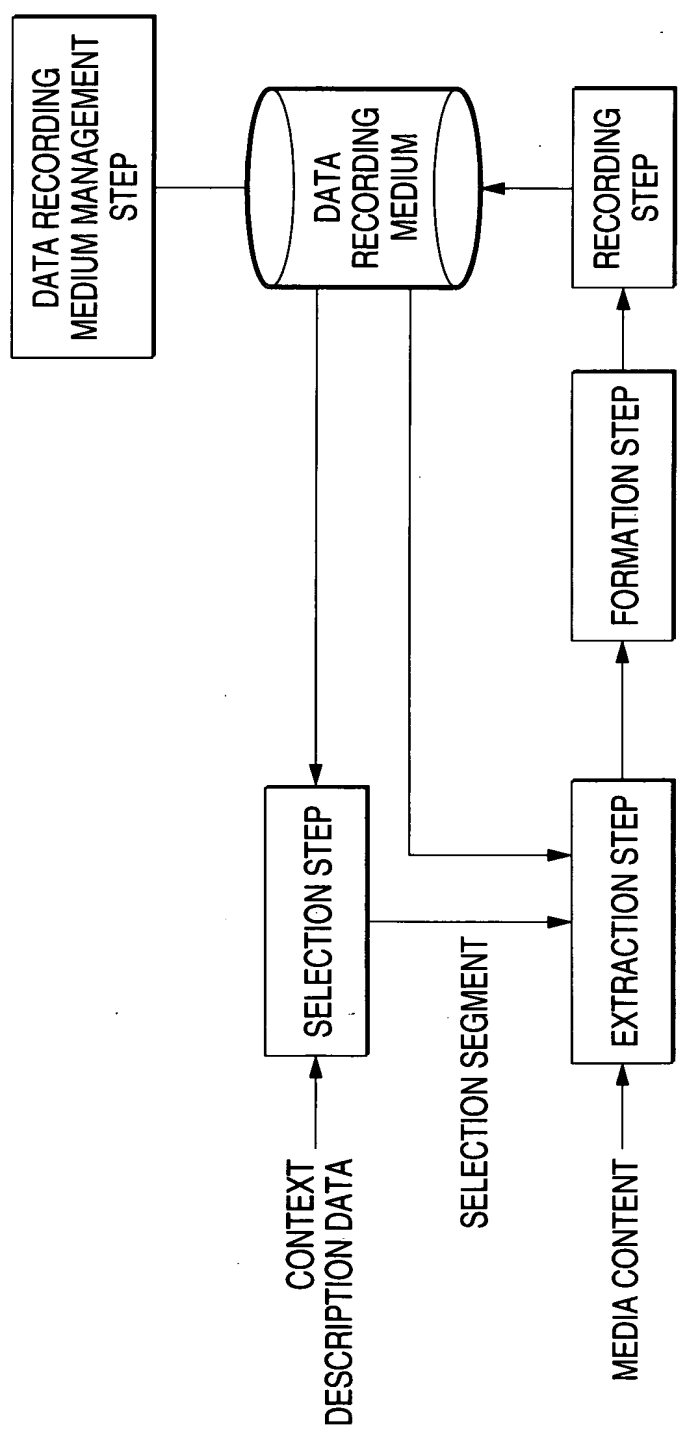 DATA RECORDING
MEDIUM MANAGEMENT
STEP
DATA
RECORDING
MEDIUM
CONTEXT
DESCRIPTION DATA
SELECTION STEP
SELECTION SEGMENT
MEDIA CONTENT
EXTRACTION STEP
FORMATION STEP
RECORDING
STEP